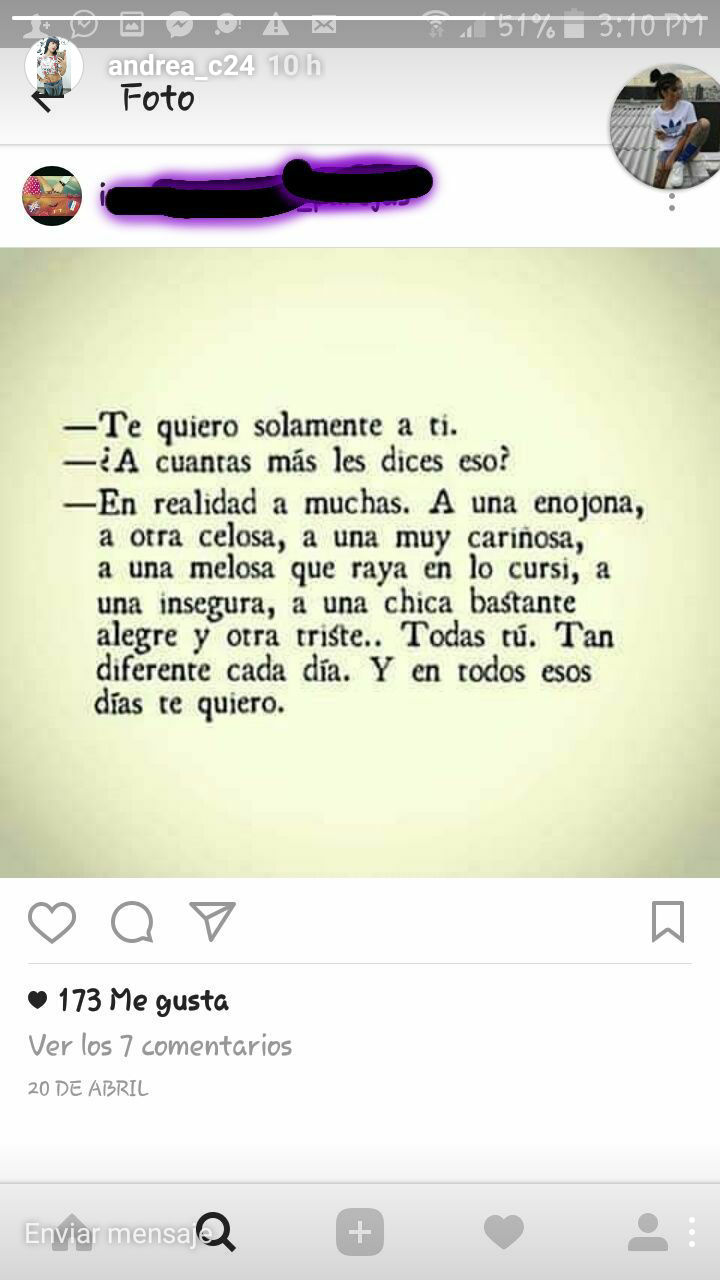 51% 3:10 PM
andrea_c24 10 h
Foto
—Te quiero solamente a ti.
—¿A cuantas más les dices eso?
—En realidad a muchas. A una enojona,
a otra celosa, a una muy cariñosa,
a una melosa que raya en lo cursi, a
una insegura, a una chica bastante
alegre y otra triste.. Todas tú. Tan
diferente cada día. Y en todos esos
días te quiero.
173 Me gusta
Ver los 7 comentarios
20 DE ABRIL
Enviar mensaje